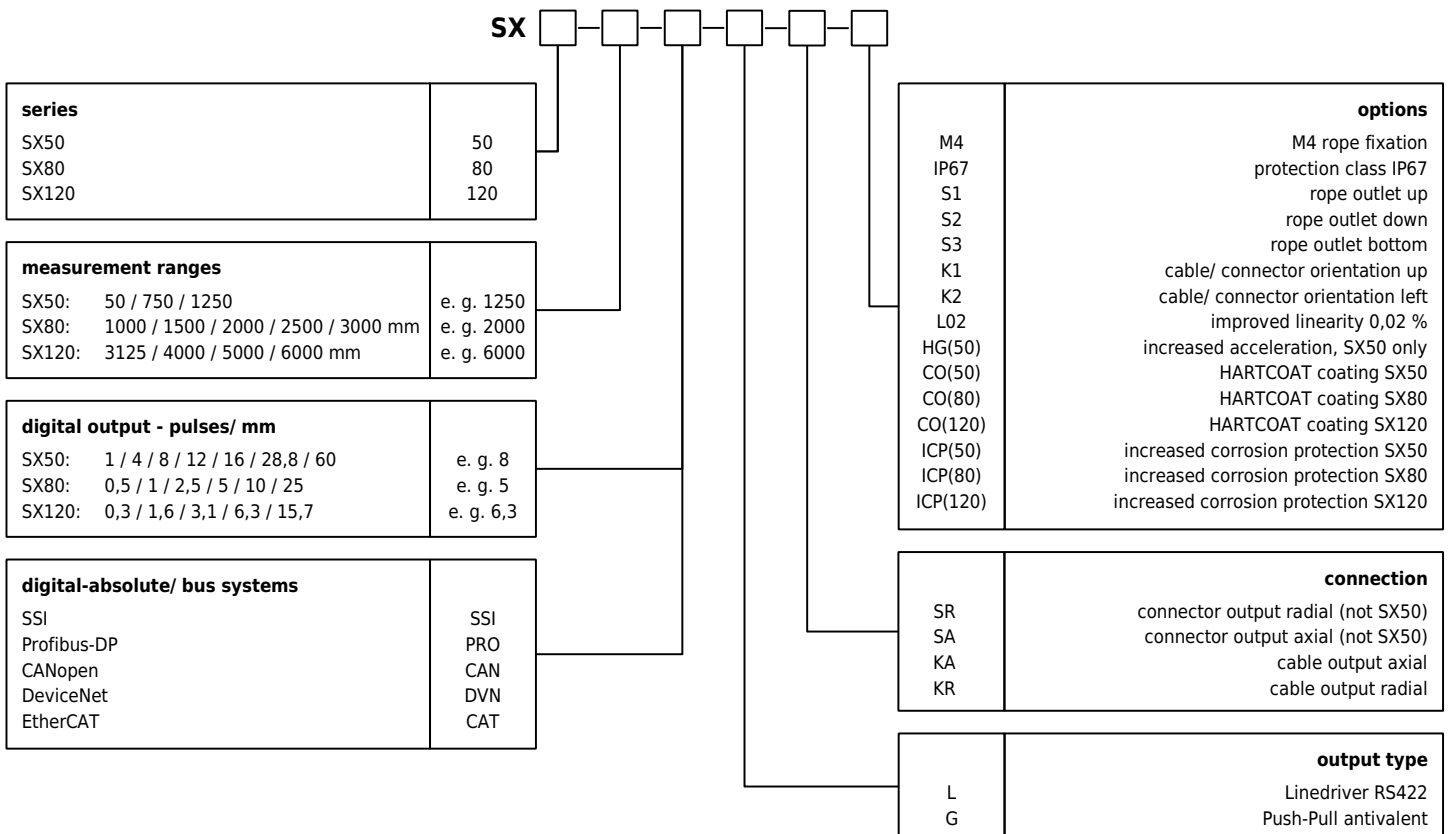 SX
series
SX50 50
SX80 80
SX120 120
measurement ranges
SX50: 50 / 750 / 1250 e. g. 1250
SX80: 1000 / 1500 / 2000 / 2500 / 3000 mm e. g. 2000
SX120: 3125 / 4000 / 5000 / 6000 mm e. g. 6000
digital output - pulses/ mm
SX50: 1 / 4 / 8 / 12 / 16 / 28,8 / 60 e. g. 8
SX80: 0,5 / 1 / 2,5 / 5 / 10 / 25 e. g. 5
SX120: 0,3 / 1,6 / 3,1 / 6,3 / 15,7 e. g. 6,3
digital-absolute/ bus systems
SSI SSI
Profibus-DP PRO
CANopen CAN
DeviceNet DVN
EtherCAT CAT
options
M4 M4 rope fixation
IP67 protection class IP67
S1 rope outlet up
S2 rope outlet down
S3 rope outlet bottom
K1 cable/ connector orientation up
K2 cable/ connector orientation left
L02 improved linearity 0,02 %
HG(50) increased acceleration, SX50 only
CO(50) HARTCOAT coating SX50
CO(80) HARTCOAT coating SX80
CO(120) HARTCOAT coating SX120
ICP(50) increased corrosion protection SX50
ICP(80) increased corrosion protection SX80
ICP(120) increased corrosion protection SX120
connection
SR connector output radial (not SX50)
SA connector output axial (not SX50)
KA cable output axial
KR cable output radial
output type
L Linedriver RS422
G Push-Pull antivalent